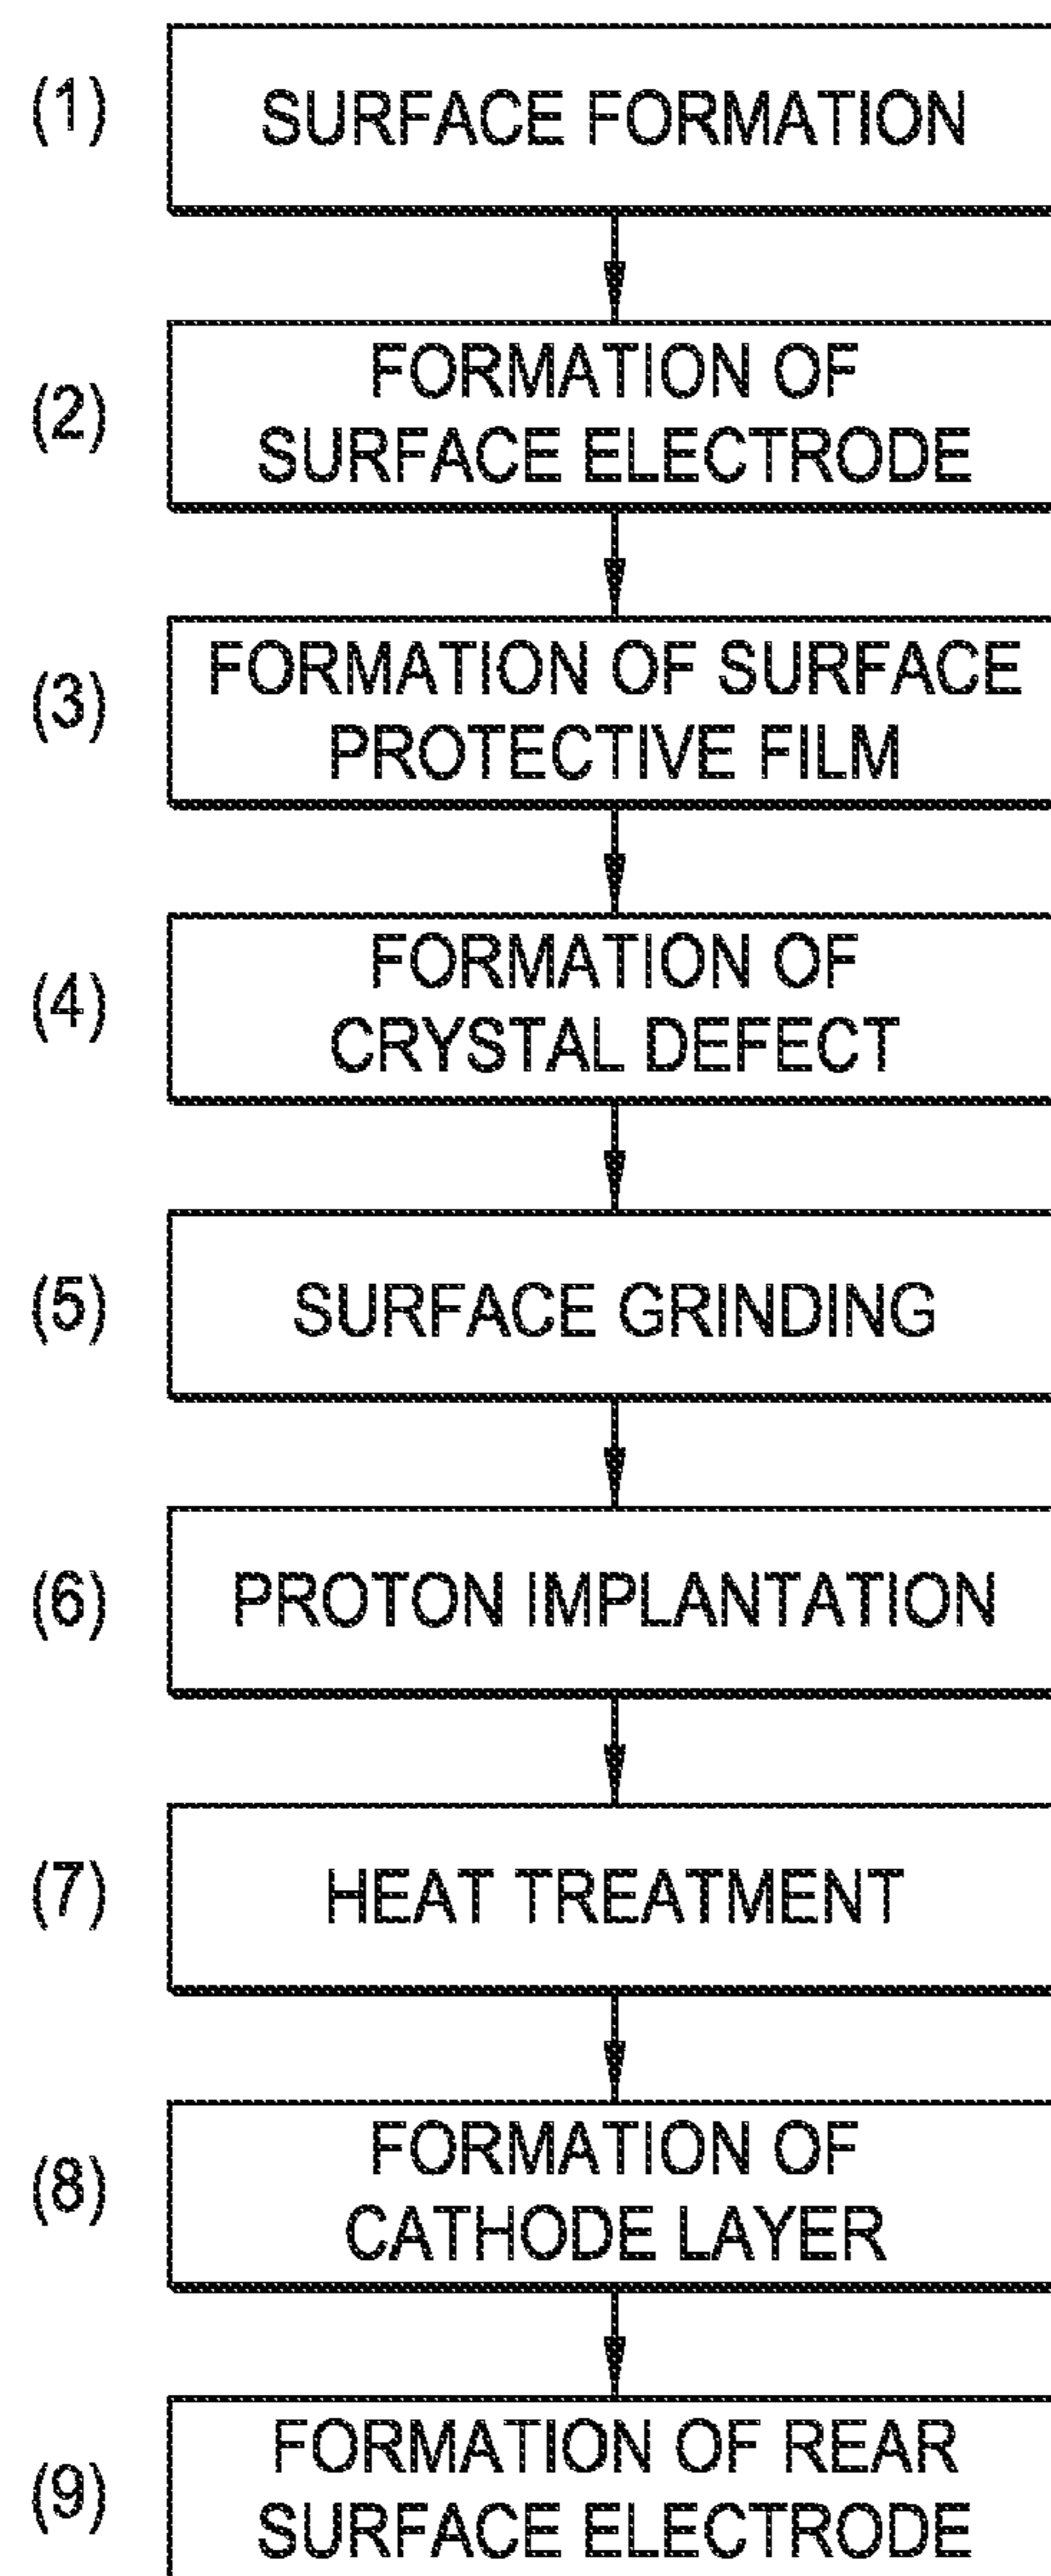 (1) SURFACE FORMATION
(2) FORMATION OF
SURFACE ELECTRODE
(3) FORMATION OF SURFACE
PROTECTIVE FILM
(4) FORMATION OF
CRYSTAL DEFECT
(5) SURFACE GRINDING
(6) PROTON IMPLANTATION
(7) HEAT TREATMENT
(8) FORMATION OF
CATHODE LAYER
(9) FORMATION OF REAR
SURFACE ELECTRODE